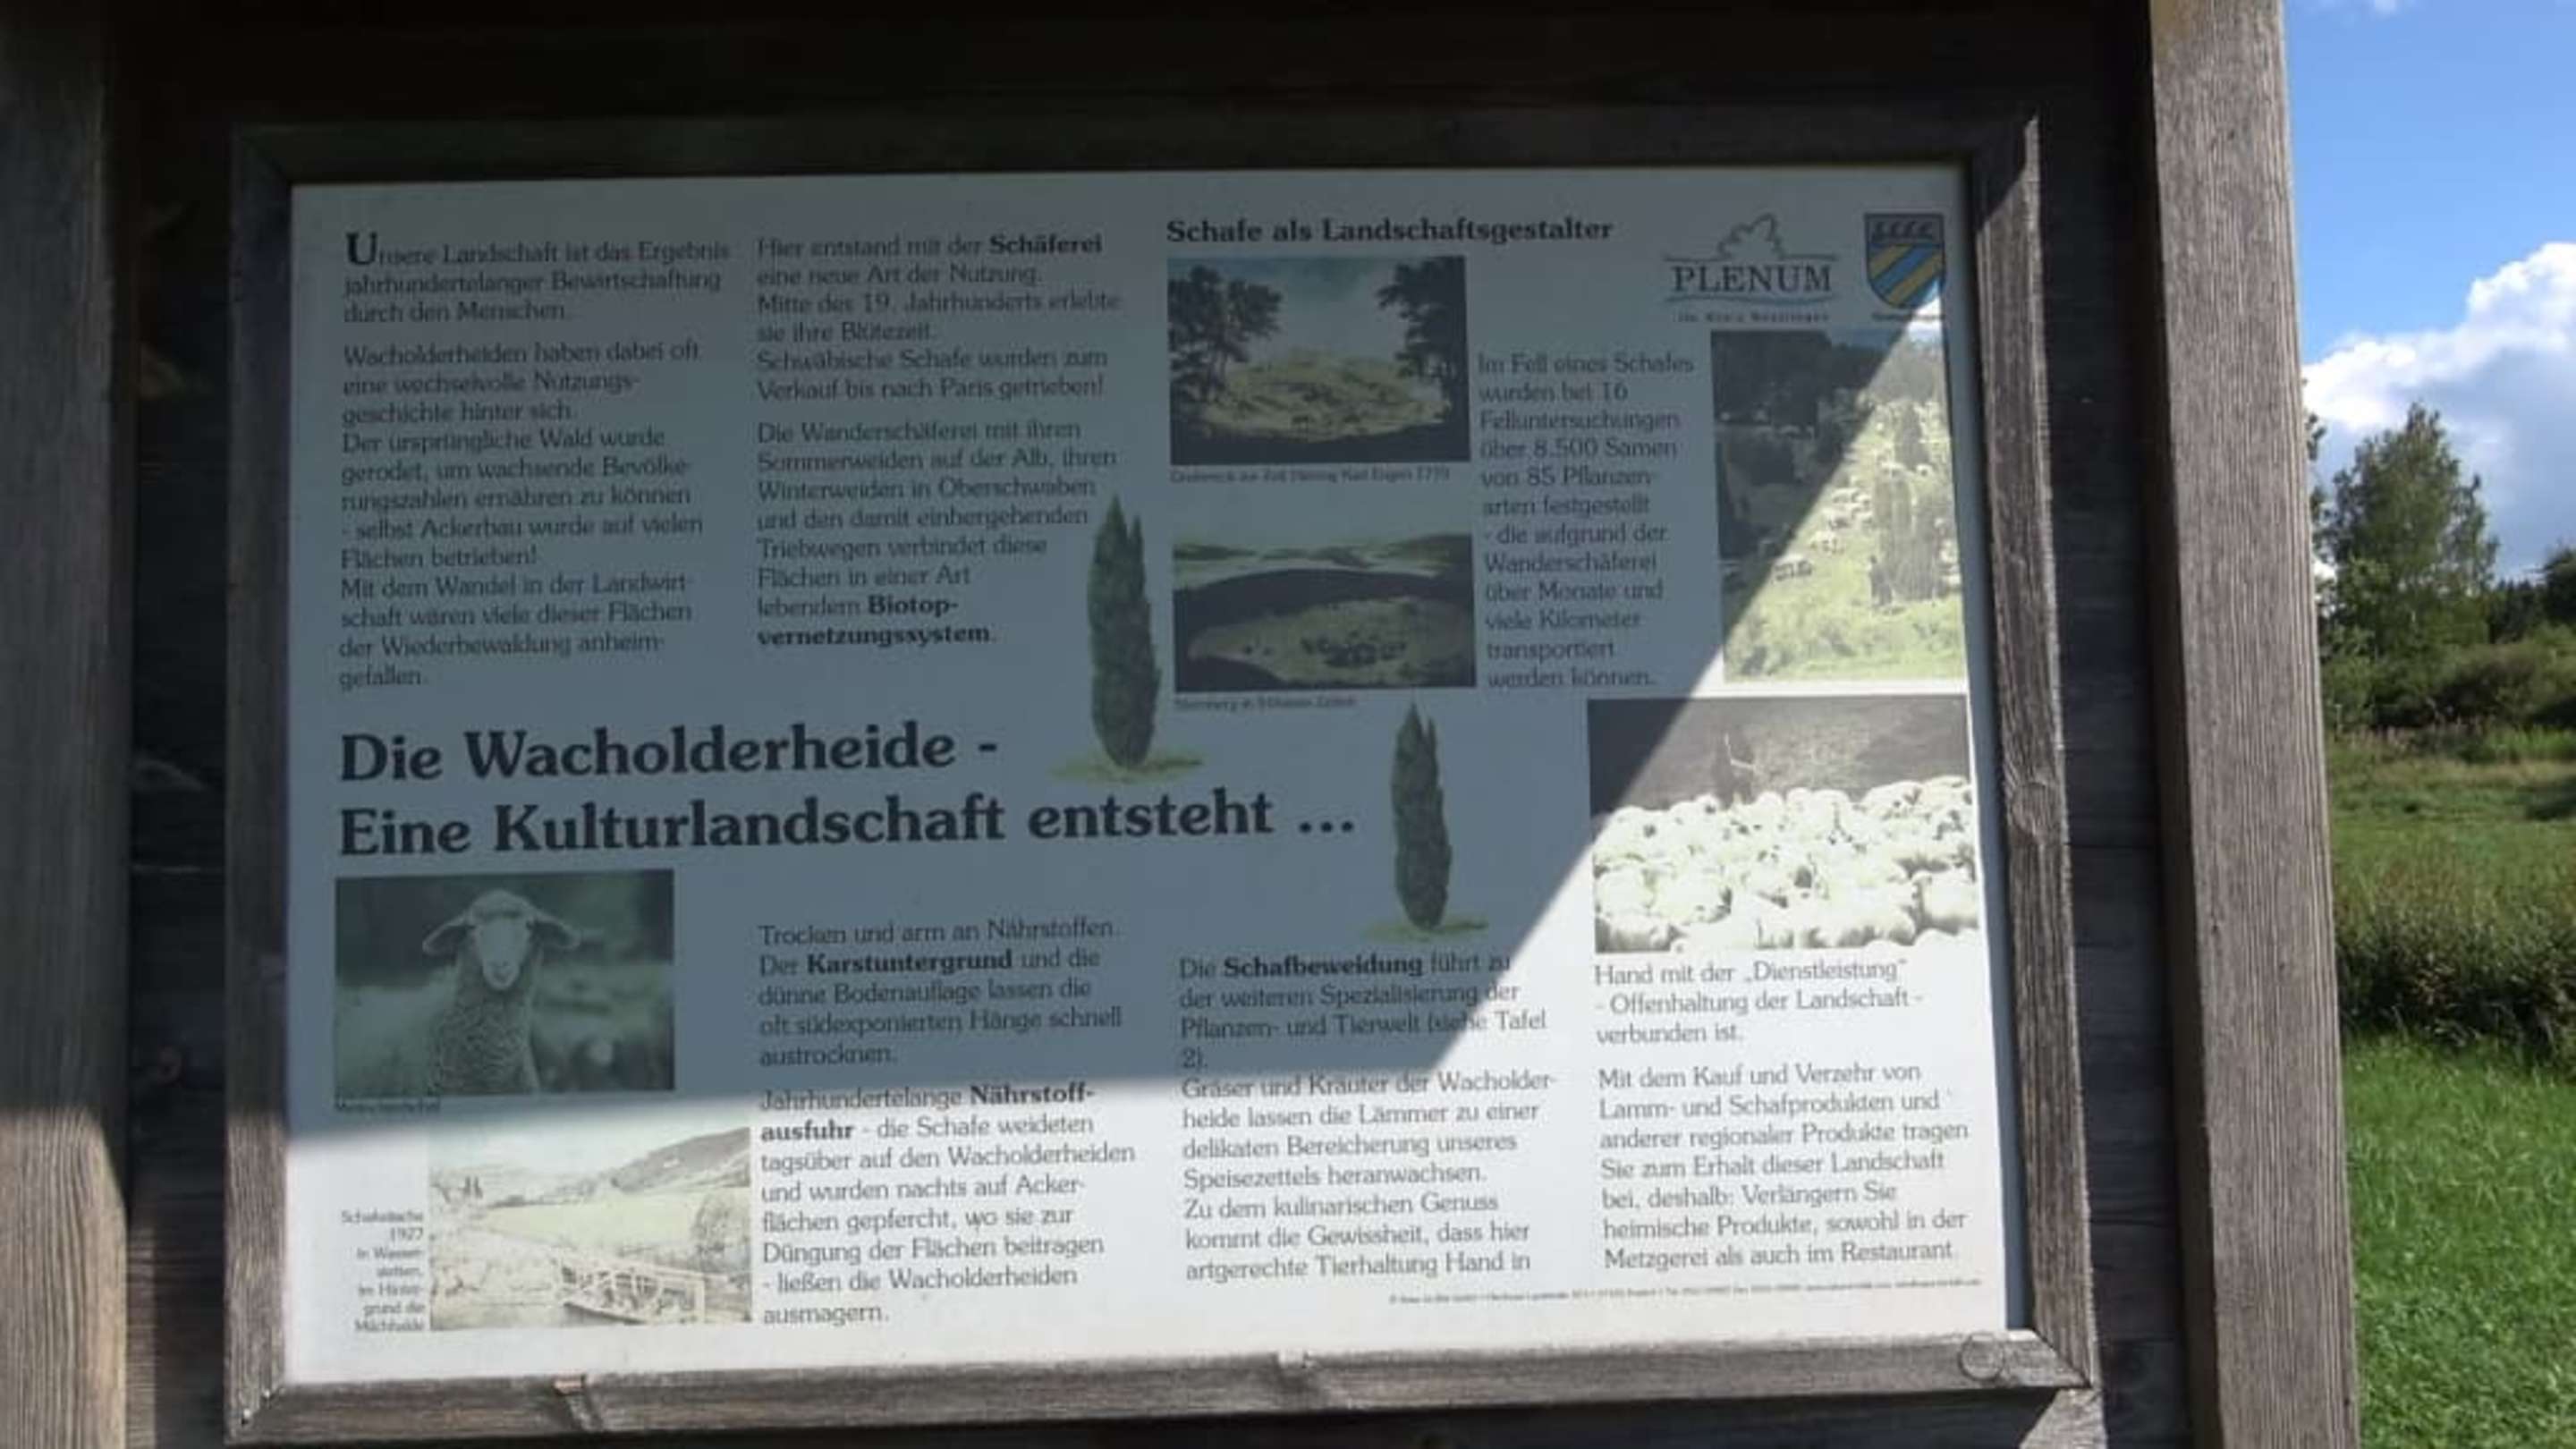 Unsere Landschaft ist das Ergebnis
jahrhundertelanger Bewirtschaftung
durch den Menschen.
Wacholderheiden haben dabei oft
eine wechselvolle Nutzungs-
geschichte hinter sich.
Der ursprüngliche Wald wurde
gerodet, um wachsende Bevölke-
rungszahlen ernähren zu können
- selbst Ackerbau wurde auf vielen
Flächen betrieben!
Mit dem Wandel in der Landwirt-
schaft wären viele dieser Flächen
der Wiederbewaldung anheim-
gefallen.
Hier entstand mit der Schäferei
eine neue Art der Nutzung.
Mitte des 19. Jahrhunderts erlebte
sie ihre Blütezeit.
Schwäbische Schafe wurden zum
Verkauf bis nach Paris getrieben!
Die Wanderschäferei mit ihren
Sommerweiden auf der Alb, ihren
Winterweiden in Oberschwaben
und den damit einhergehenden
Triebwegen verbindet diese
Flächen in einer Art
lebendem Biotop-
vernetzungssystem.
Schafe als Landschaftsgestalter
Im Fell eines Schafes
wurden bei 16
Felluntersuchungen
über 8.500 Samen
von 85 Pflanzen-
arten festgestellt
- die aufgrund der
Wanderschäferei
über Monate und
viele Kilometer
transportiert
werden können.
PLENUM
Die Wacholderheide -
Eine Kulturlandschaft entsteht ...
Schafwäsche
1927
in Wasser-
stetten,
im Hinter-
grund die
Trocken und arm an Nährstoffen.
Der Karstuntergrund und die
dünne Bodenauflage lassen die
oft südexponierten Hänge schnell
austrocknen.
Jahrhundertelange Nährstoff-
ausfuhr - die Schafe weideten
tagsüber auf den Wacholderheiden
und wurden nachts auf Acker-
flächen gepfercht, wo sie zur
Düngung der Flächen beitragen
- ließen die Wacholderheiden
ausmagern.
Die Schafbeweidung führt zu
der weiteren Spezialisierung der
Pflanzen- und Tierwelt (siehe Tafel
2).
Gräser und Kräuter der Wacholder-
heide lassen die Lämmer zu einer
delikaten Bereicherung unseres
Speisezettels heranwachsen.
Zu dem kulinarischen Genuss
kommt die Gewissheit, dass hier
artgerechte Tierhaltung Hand in
Hand mit der „Dienstleistung“
- Offenhaltung der Landschaft -
verbunden ist.
Mit dem Kauf und Verzehr von
Lamm- und Schafprodukten und
anderer regionaler Produkte tragen
Sie zum Erhalt dieser Landschaft
bei, deshalb: Verlangern Sie
heimische Produkte, sowohl in der
Metzgerei als auch im Restaurant.